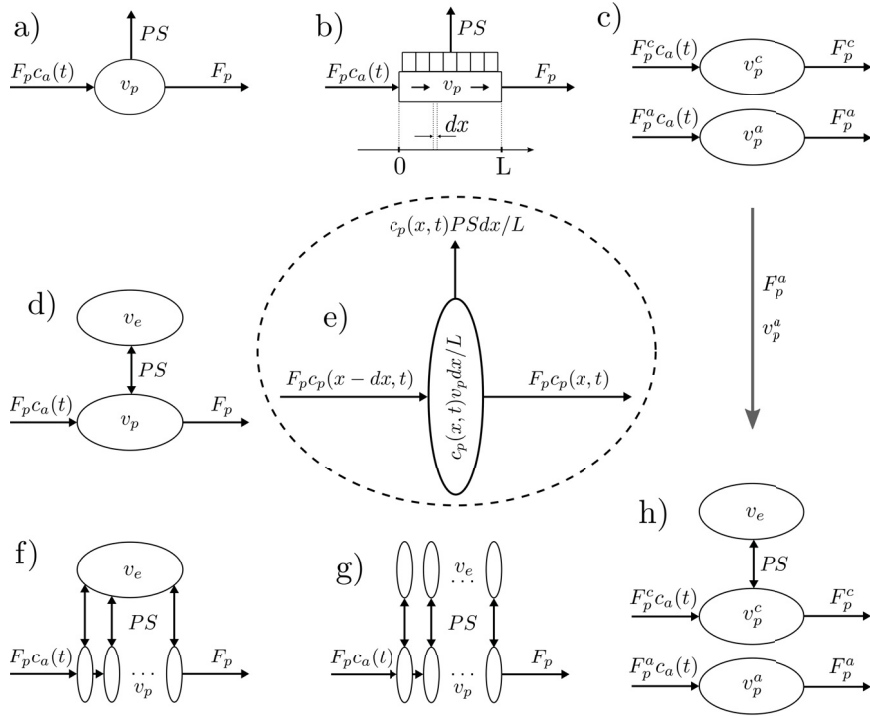 a)
PS
F_p c_a(t)
v_p
F_p
b)
PS
F_p c_a(t)
v_p
F_p
dx
0
L
c)
F_p^c c_a(t)
v_p^c
F_p^c
F_p^a c_a(t)
v_p^a
F_p^a
F_p^a
v_p^a
d)
v_e
PS
F_p c_a(t)
v_p
F_p
e)
c_p(x, t)PSdx/L
F_p c_p(x − dx, t)
c_p(x, t)v_p dx/L
F_p c_p(x, t)
f)
v_e
PS
F_p c_a(t)
...
v_p
F_p
g)
v_e
...
PS
F_p c_a(t)
...
v_p
F_p
h)
v_e
PS
F_p^c c_a(t)
v_p^c
F_p^c
F_p^a c_a(t)
v_p^a
F_p^a